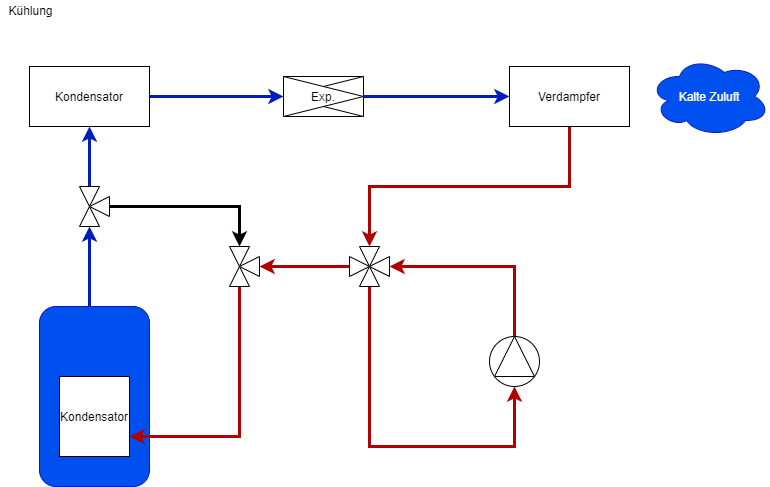 Kühlung
Kondensator
Exp.
Verdampfer
Kalte Zuluft
Kondensator